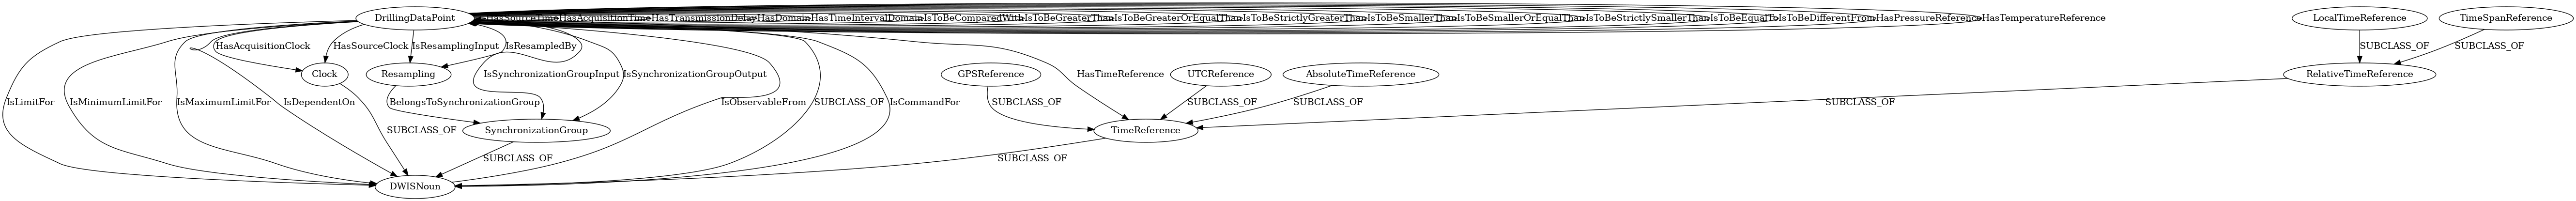 DrillingDataPoint
HasSourceTime
HasAcquisitionTime
HasTransmissionDelay
HasDomain
HasTimeIntervalDomain
IsToBeComparedWith
IsToBeGreaterThan
IsToBeGreaterOrEqualThan
IsToBeStrictlyGreaterThan
IsToBeSmallerThan
IsToBeSmallerOrEqualThan
IsToBeStrictlySmallerThan
IsToBeEqualTo
IsToBeDifferentFrom
HasPressureReference
HasTemperatureReference
LocalTimeReference
TimeSpanReference
HasAcquisitionClock
HasSourceClock
IsResamplingInput
IsResampledBy
SUBCLASS_OF
SUBCLASS_OF
Clock
Resampling
IsSynchronizationGroupInput
IsSynchronizationGroupOutput
GPSReference
HasTimeReference
UTCReference
AbsoluteTimeReference
RelativeTimeReference
IsLimitFor
IsMinimumLimitFor
IsMaximumLimitFor
IsDependentOn
BelongsToSynchronizationGroup
IsObservableFrom
SUBCLASS_OF
IsCommandFor
SUBCLASS_OF
SUBCLASS_OF
SUBCLASS_OF
SUBCLASS_OF
SUBCLASS_OF
SynchronizationGroup
TimeReference
SUBCLASS_OF
SUBCLASS_OF
DWISNoun